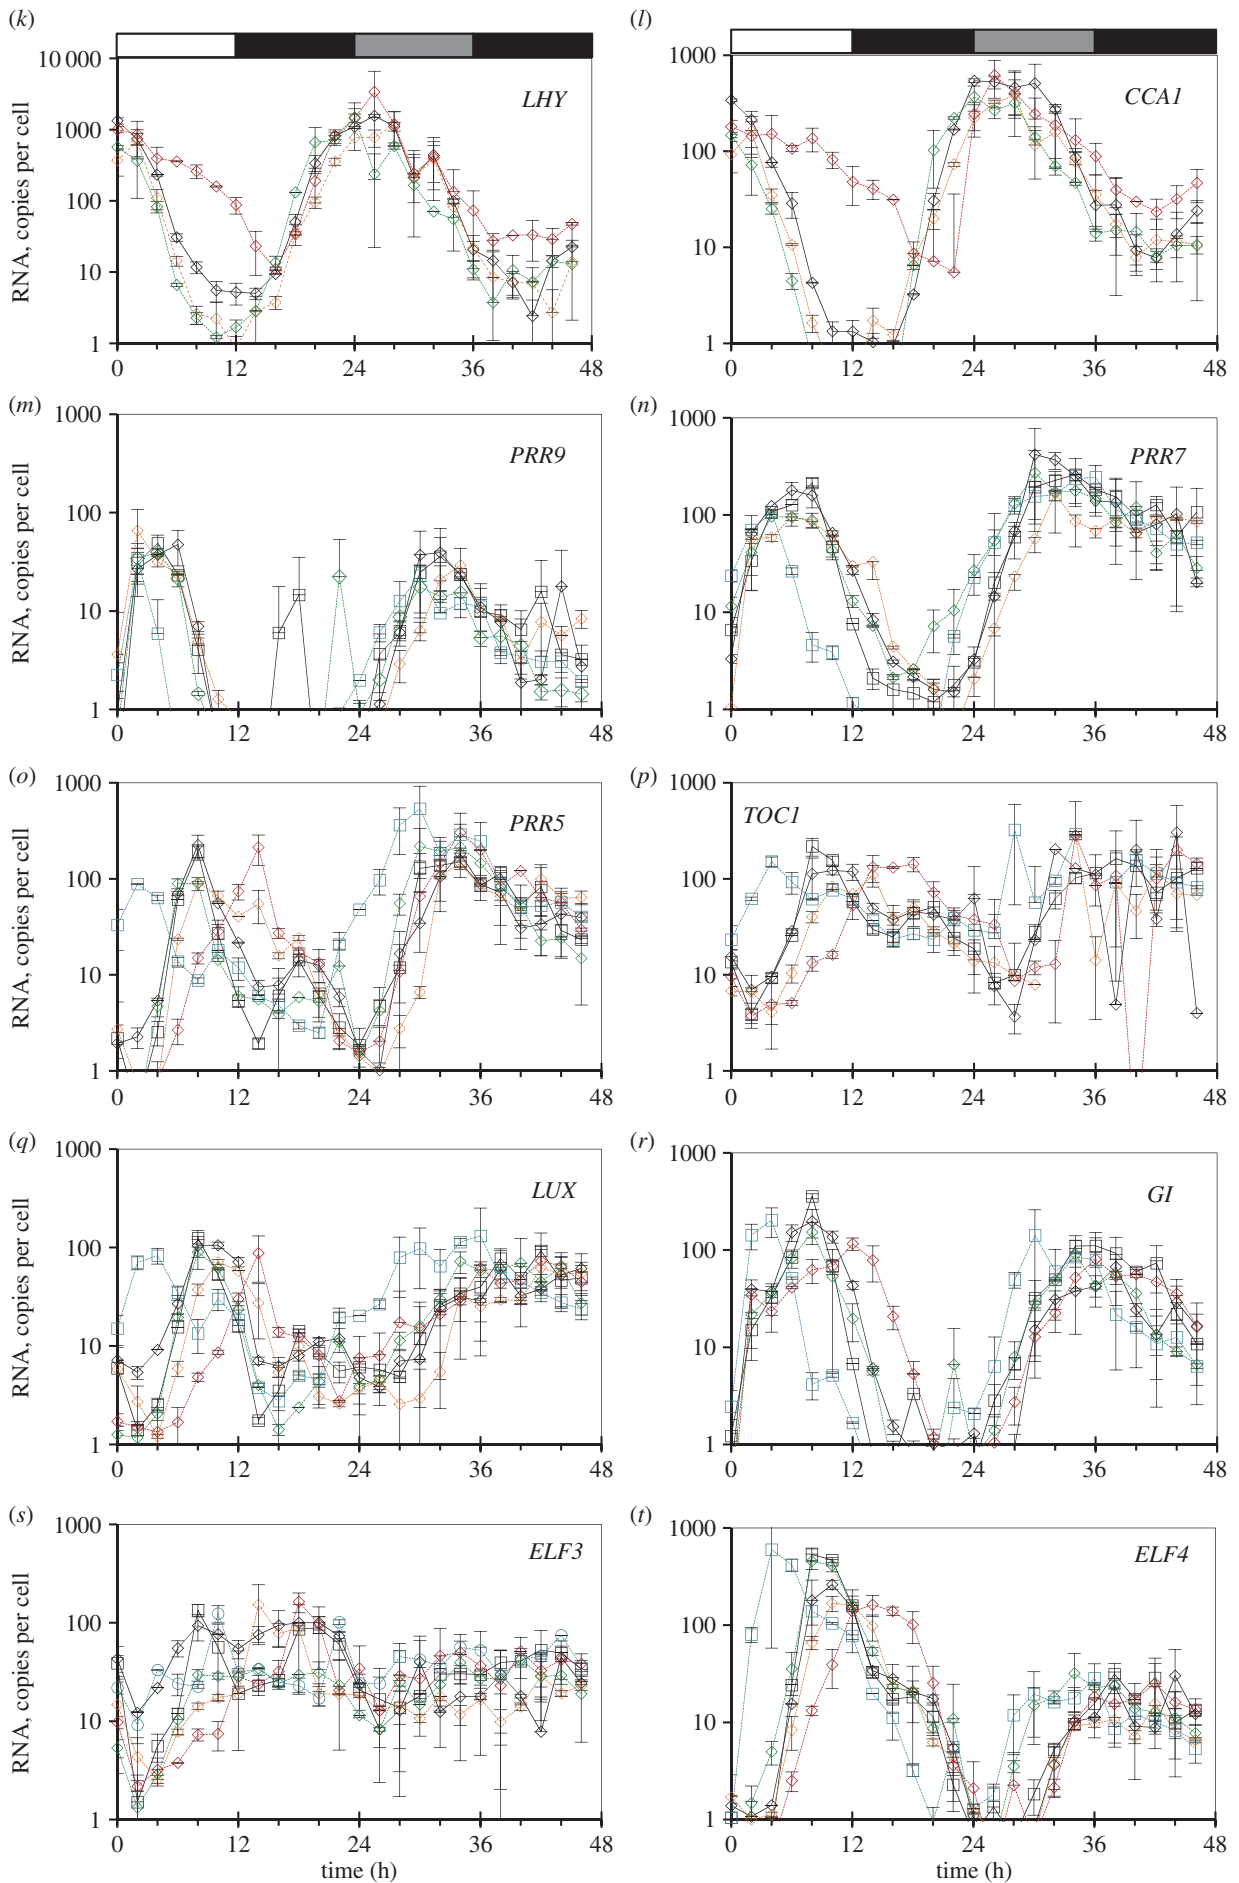 (k)
(l)
10 000
1000
100
10
1
RNA, copies per cell
LHY
0 12 24 36 48
1000
100
10
1
CCA1
0 12 24 36 48
(m)
(n)
1000
100
10
1
RNA, copies per cell
PRR9
0 12 24 36 48
1000
100
10
1
PRR7
0 12 24 36 48
(o)
(p)
1000
100
10
1
RNA, copies per cell
PRR5
0 12 24 36 48
1000
100
10
1
TOC1
0 12 24 36 48
(q)
(r)
1000
100
10
1
RNA, copies per cell
LUX
0 12 24 36 48
1000
100
10
1
GI
0 12 24 36 48
(s)
(t)
1000
100
10
1
RNA, copies per cell
ELF3
0 12 24 36 48
time (h)
1000
100
10
1
ELF4
0 12 24 36 48
time (h)